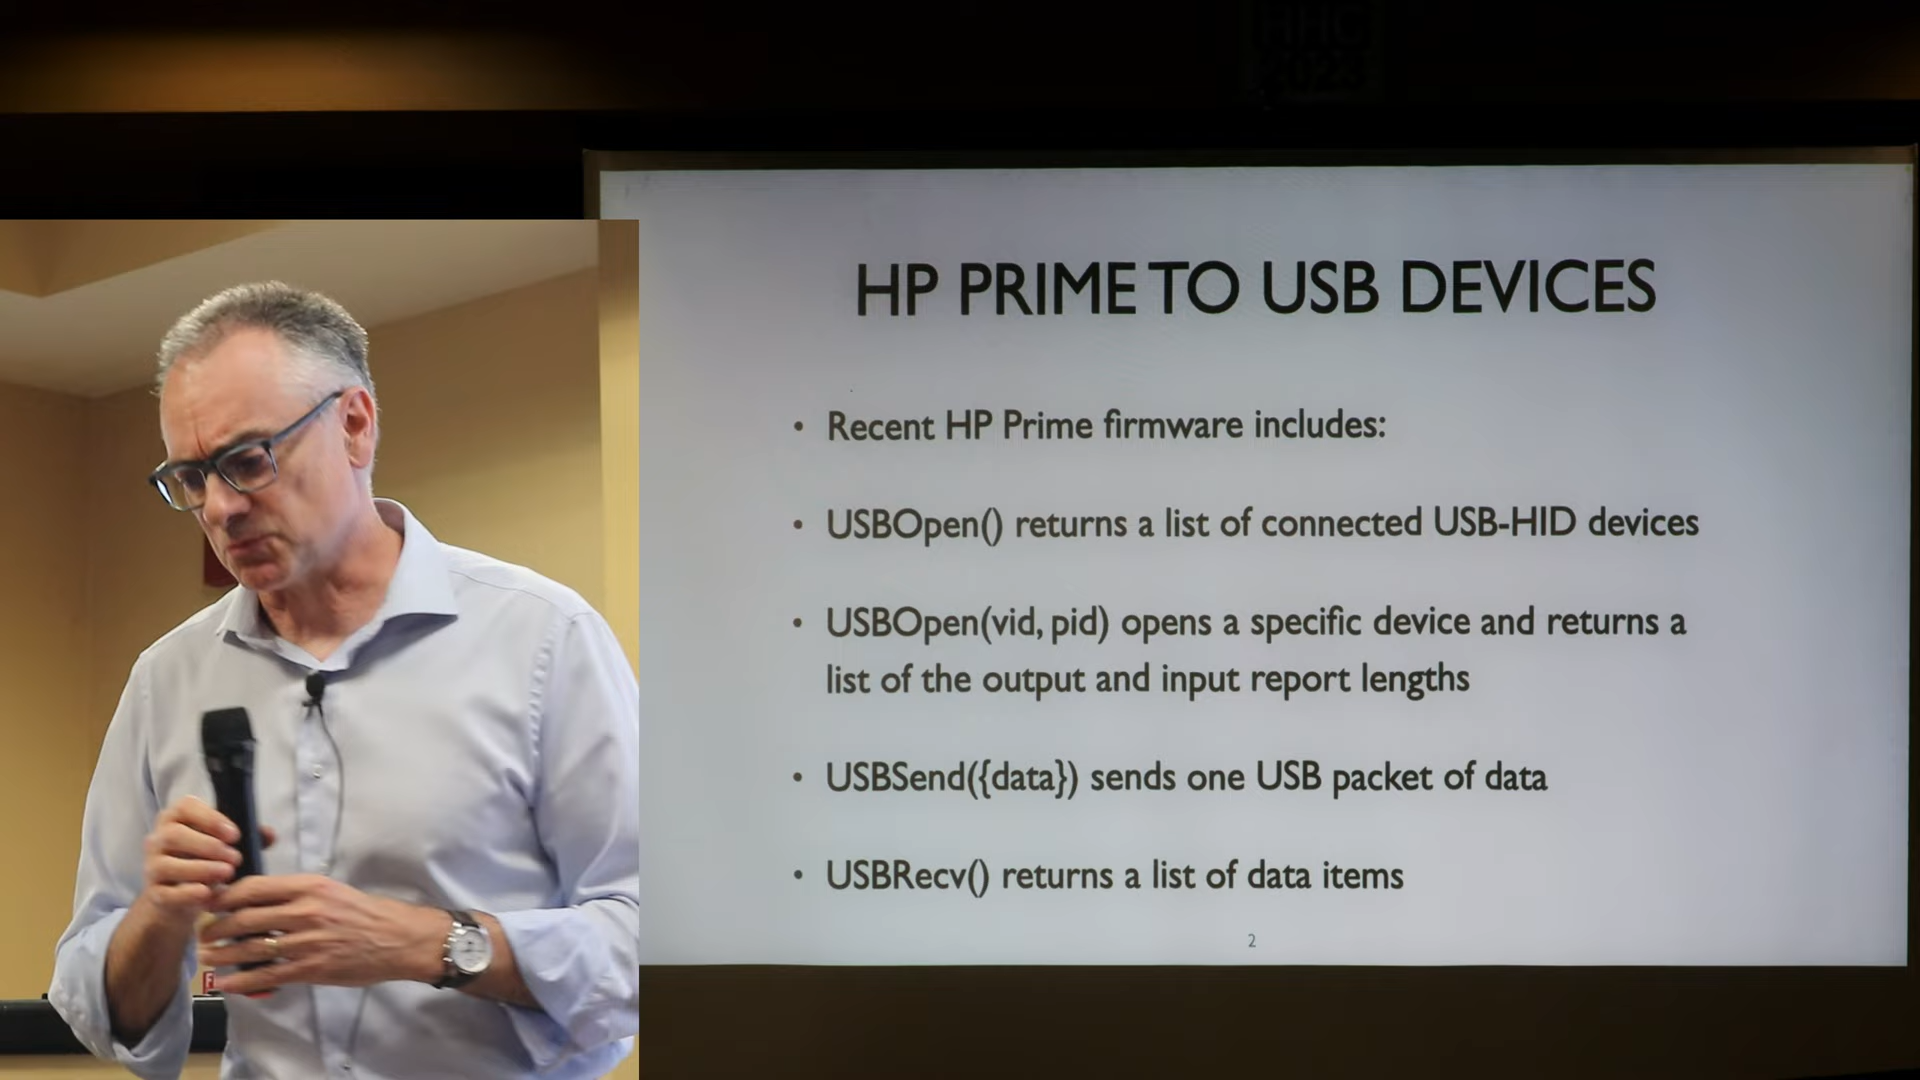 HHC
HP PRIME TO USB DEVICES
• Recent HP Prime firmware includes:
• USBOpen() returns a list of connected USB-HID devices
• USBOpen(vid, pid) opens a specific device and returns a
list of the output and input report lengths
• USBSend({data}) sends one USB packet of data
• USBRecv() returns a list of data items
2